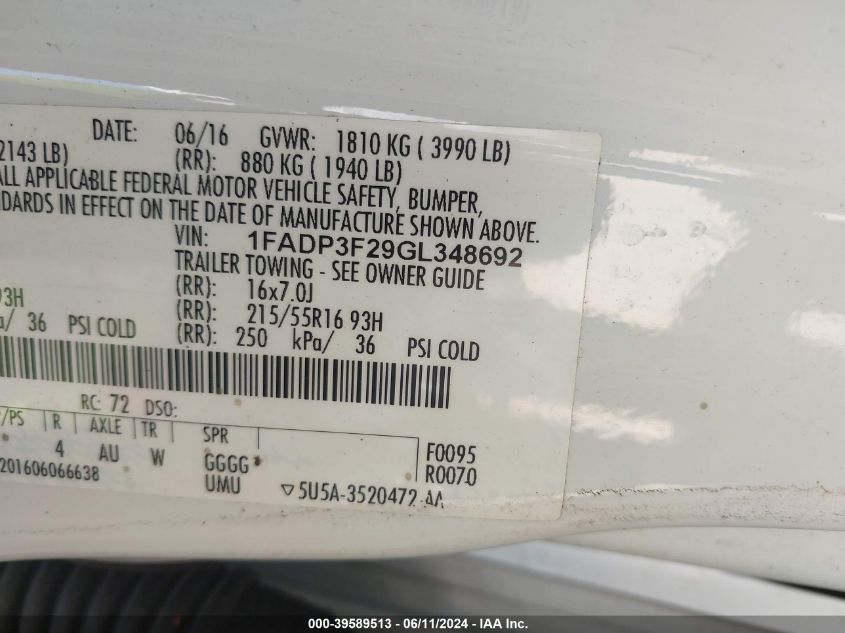 DATE: 06/16 GVWR: 1810 KG ( 3990 LB)
2143 LB) (RR): 880 KG ( 1940 LB)
ALL APPLICABLE FEDERAL MOTOR VEHICLE SAFETY, BUMPER,
IN EFFECT ON THE DATE OF MANUFACTURE SHOWN ABOVE.
VIN: 1FADP3F29GL348692
TRAILER TOWING - SEE OWNER GUIDE
(RR): 16x7.0J
93H (RR): 215/55R16 93H
/ 36 PSI COLD (RR): 250 kPa/ 36 PSI COLD
RC: 72 DSO:
/PS R AXLE TR SPR
4 AU W GGGG F0095
201606066638 UMU R0070
▽5U5A-3520472-AA
000-39589513 - 06/11/2024 - IAA Inc.